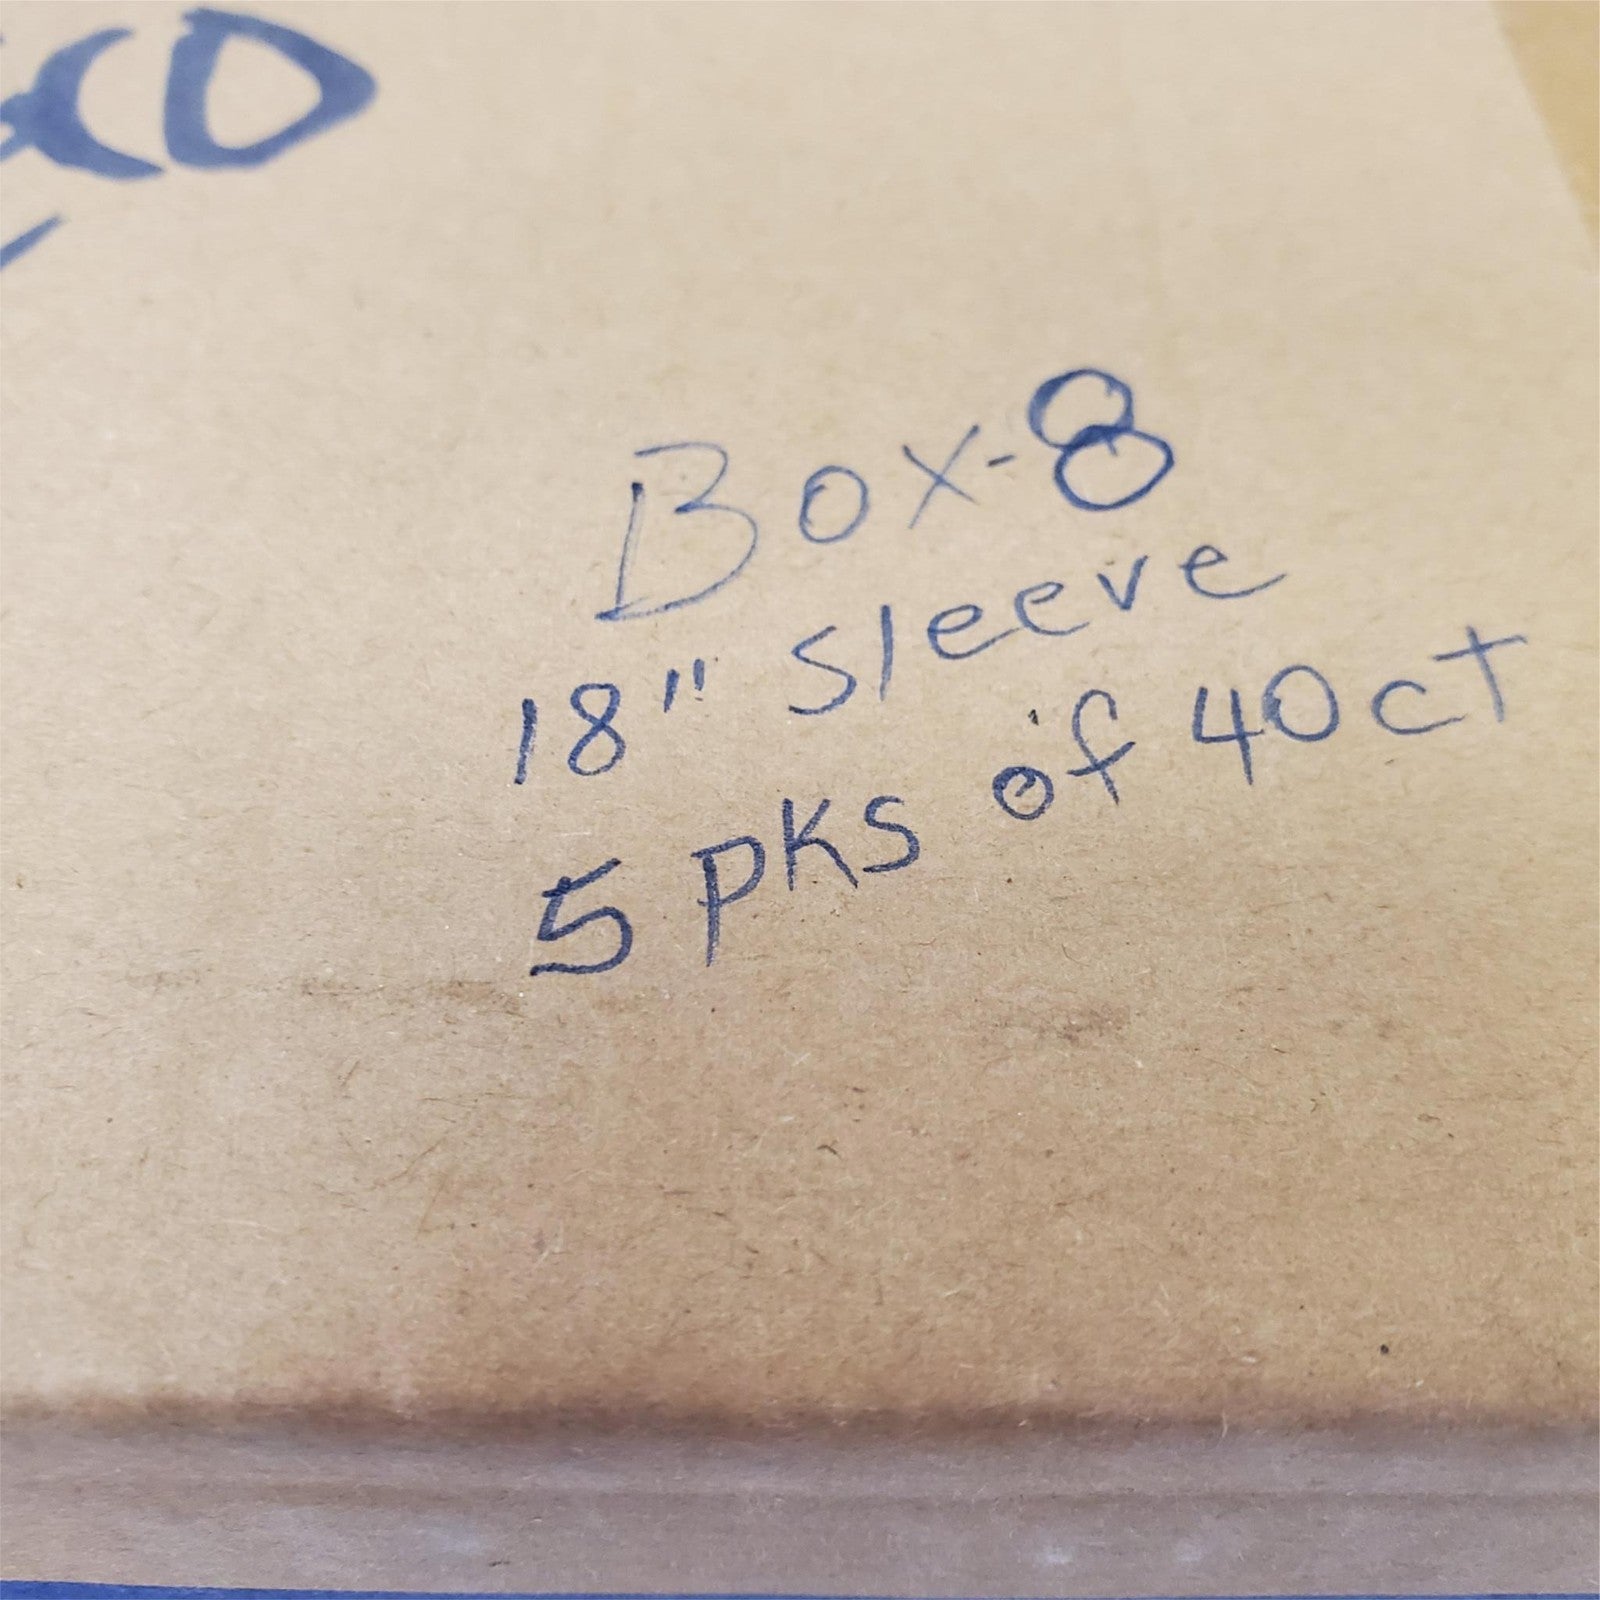 Box-8
18" sleeve
5 PKS of 40ct